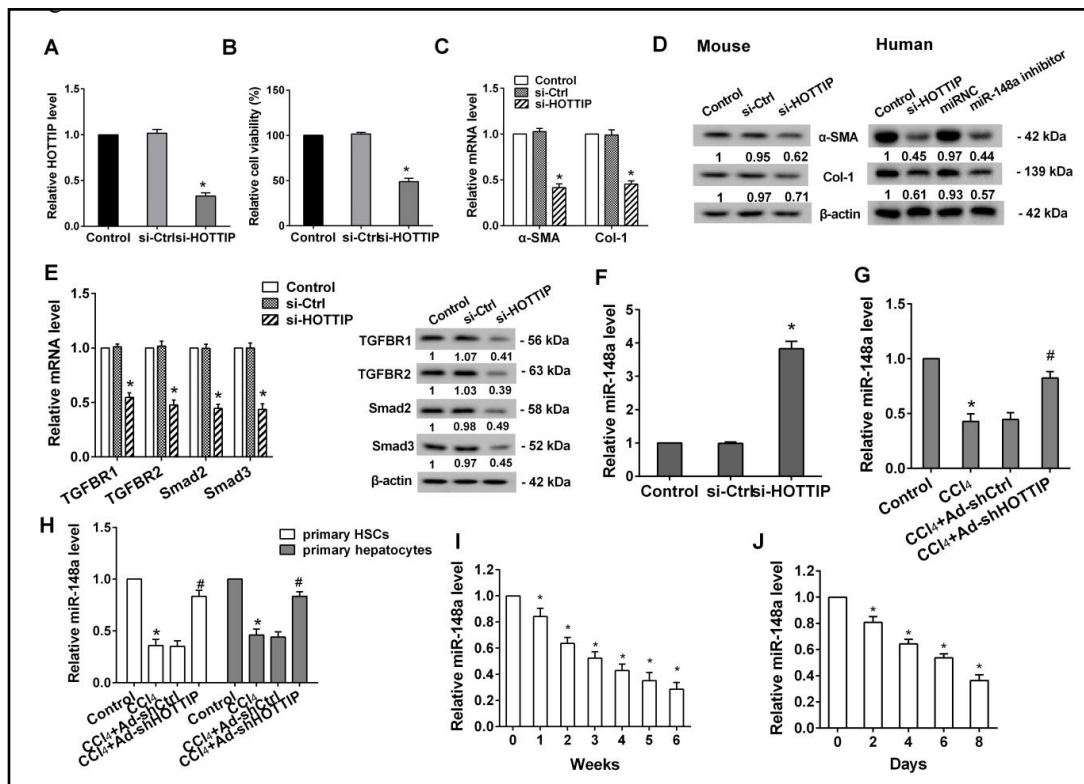 A
Relative HOTTIP level
1.5
1.0
0.5
0.0
*
Control si-Ctrl si-HOTTIP
B
Relative cell viability (%)
150
100
50
0
*
Control si-Ctrl si-HOTTIP
C
Control
si-Ctrl
si-HOTTIP
Relative mRNA level
1.5
1.0
0.5
0.0
* *
α-SMA Col-1
D
Mouse Human
Control si-Ctrl si-HOTTIP Control si-HOTTIP miRNC miR-148a inhibitor
α-SMA - 42 kDa
1 0.95 0.62 1 0.45 0.97 0.44
Col-1 - 139 kDa
1 0.97 0.71 1 0.61 0.93 0.57
β-actin - 42 kDa
E
Control
si-Ctrl
si-HOTTIP
Relative mRNA level
1.5
1.0
0.5
0.0
* * * *
TGFBR1 TGFBR2 Smad2 Smad3
Control si-Ctrl si-HOTTIP
TGFBR1 - 56 kDa
1 1.07 0.41
TGFBR2 - 63 kDa
1 1.03 0.39
Smad2 - 58 kDa
1 0.98 0.49
Smad3 - 52 kDa
1 0.97 0.45
β-actin - 42 kDa
F
Relative miR-148a level
5
4
3
2
1
0
*
Control si-Ctrl si-HOTTIP
G
Relative miR-148a level
1.5
1.0
0.5
0.0
* #
Control CCl₄ CCl₄+Ad-shCtrl CCl₄+Ad-shHOTTIP
H
primary HSCs
primary hepatocytes
Relative miR-148a level
1.5
1.0
0.5
0.0
* # * #
Control CCl₄ CCl₄+Ad-shCtrl CCl₄+Ad-shHOTTIP Control CCl₄ CCl₄+Ad-shCtrl CCl₄+Ad-shHOTTIP
I
Relative miR-148a level
1.2
1.0
0.8
0.6
0.4
0.2
0.0
* * * * * *
0 1 2 3 4 5 6
Weeks
J
Relative miR-148a level
1.2
1.0
0.8
0.6
0.4
0.2
0.0
* * * *
0 2 4 6 8
Days